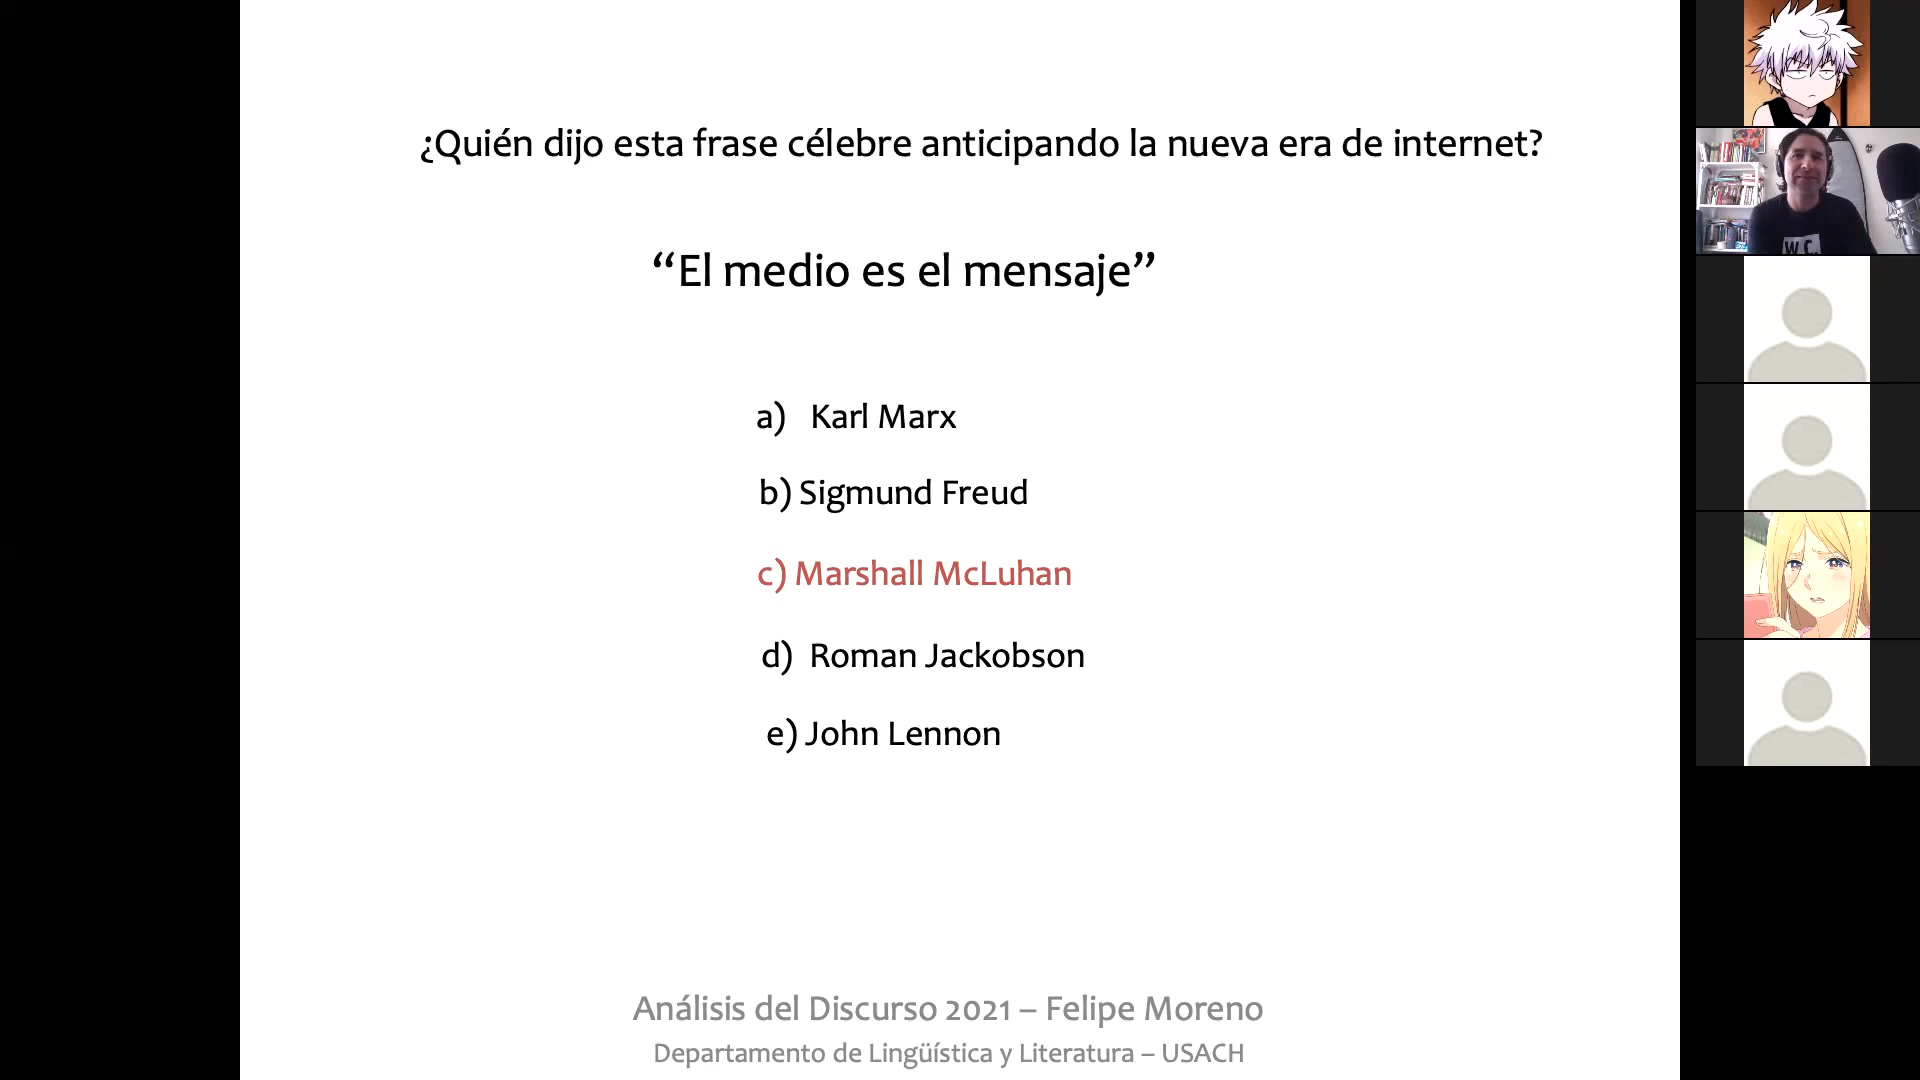 ¿Quién dijo esta frase célebre anticipando la nueva era de internet?
“El medio es el mensaje”
a) Karl Marx
b) Sigmund Freud
c) Marshall McLuhan
d) Roman Jackobson
e) John Lennon
Análisis del Discurso 2021 – Felipe Moreno
Departamento de Lingüística y Literatura – USACH
W.C.